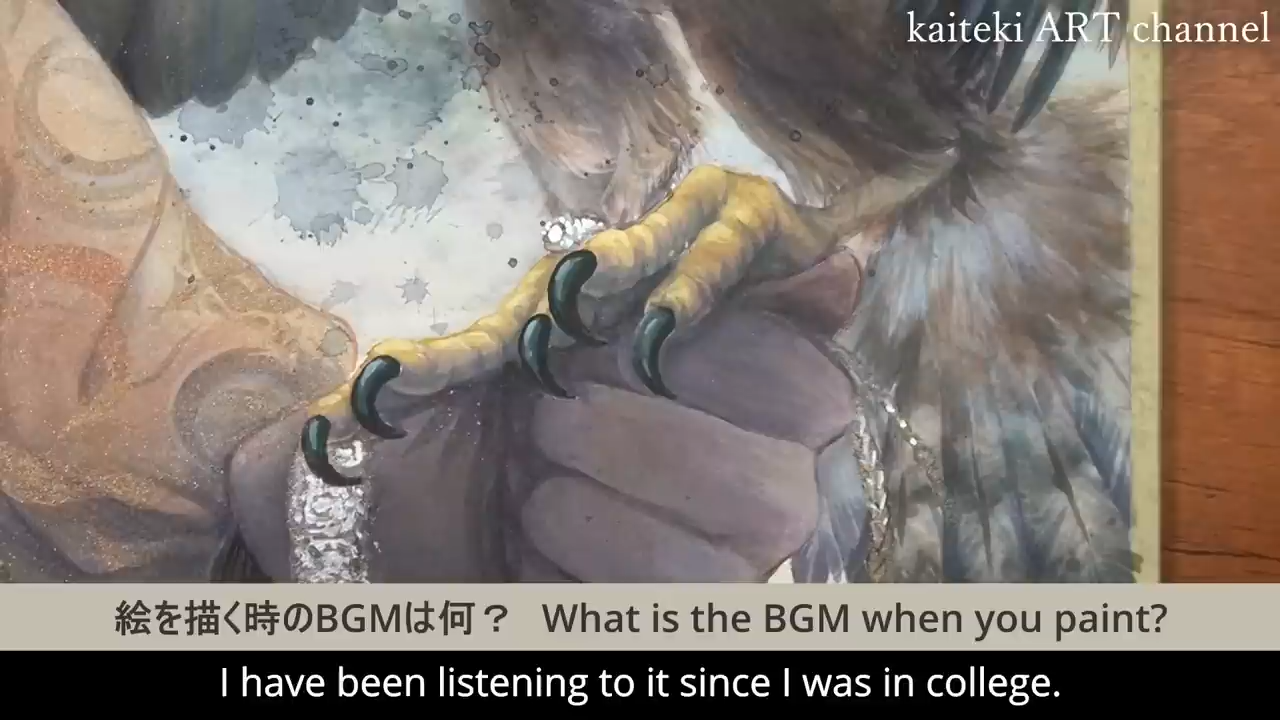 kaiteki ART channel
絵を描く時のBGMは何？ What is the BGM when you paint?
I have been listening to it since I was in college.